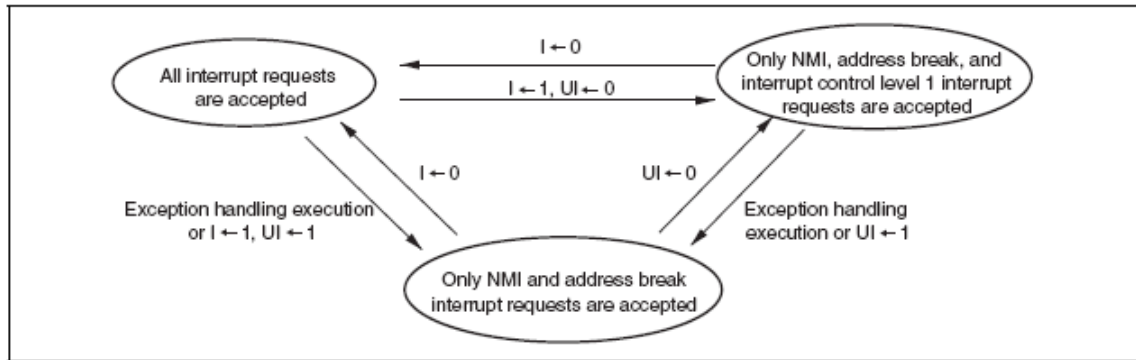 All interrupt requests
are accepted
I ← 0
I ← 1, UI ← 0
Only NMI, address break, and
interrupt control level 1 interrupt
requests are accepted
Exception handling execution
or I ← 1, UI ← 1
I ← 0
UI ← 0
Exception handling
execution or UI ← 1
Only NMI and address break
interrupt requests are accepted